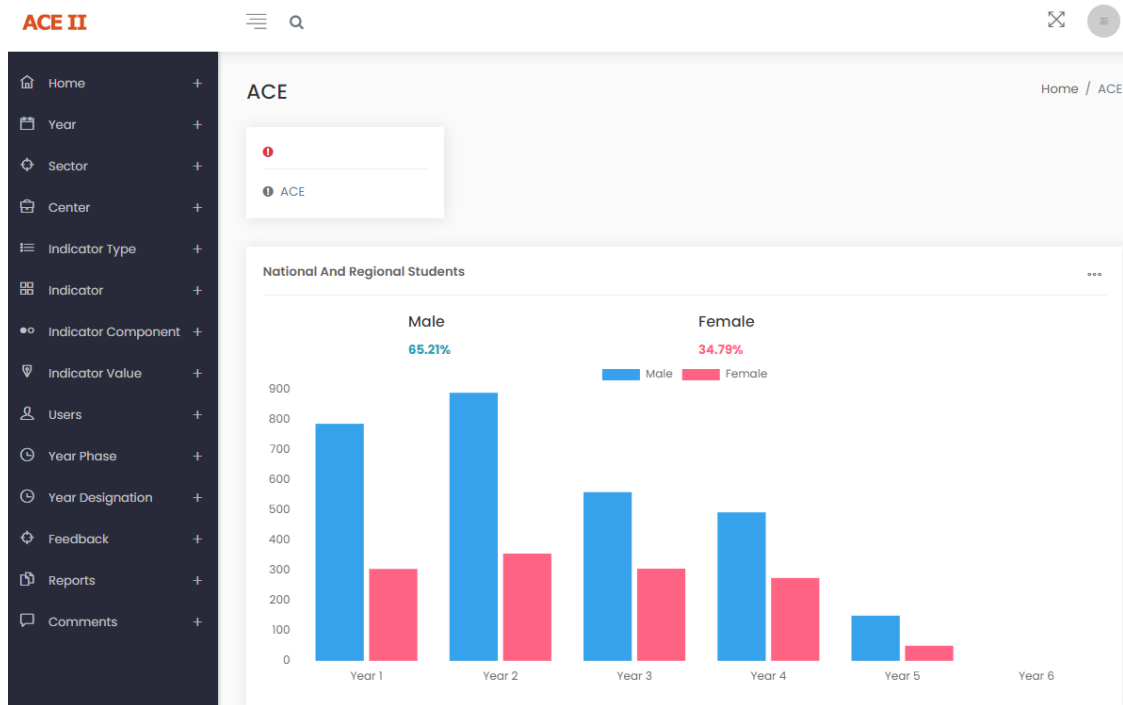 ACE II
Home +
Year +
Sector +
Center +
Indicator Type +
Indicator +
Indicator Component +
Indicator Value +
Users +
Year Phase +
Year Designation +
Feedback +
Reports +
Comments +
ACE
Home / ACE
ACE
National And Regional Students
Male Female
65.21% 34.79%
Male Female
900
800
700
600
500
400
300
200
100
0
Year 1 Year 2 Year 3 Year 4 Year 5 Year 6